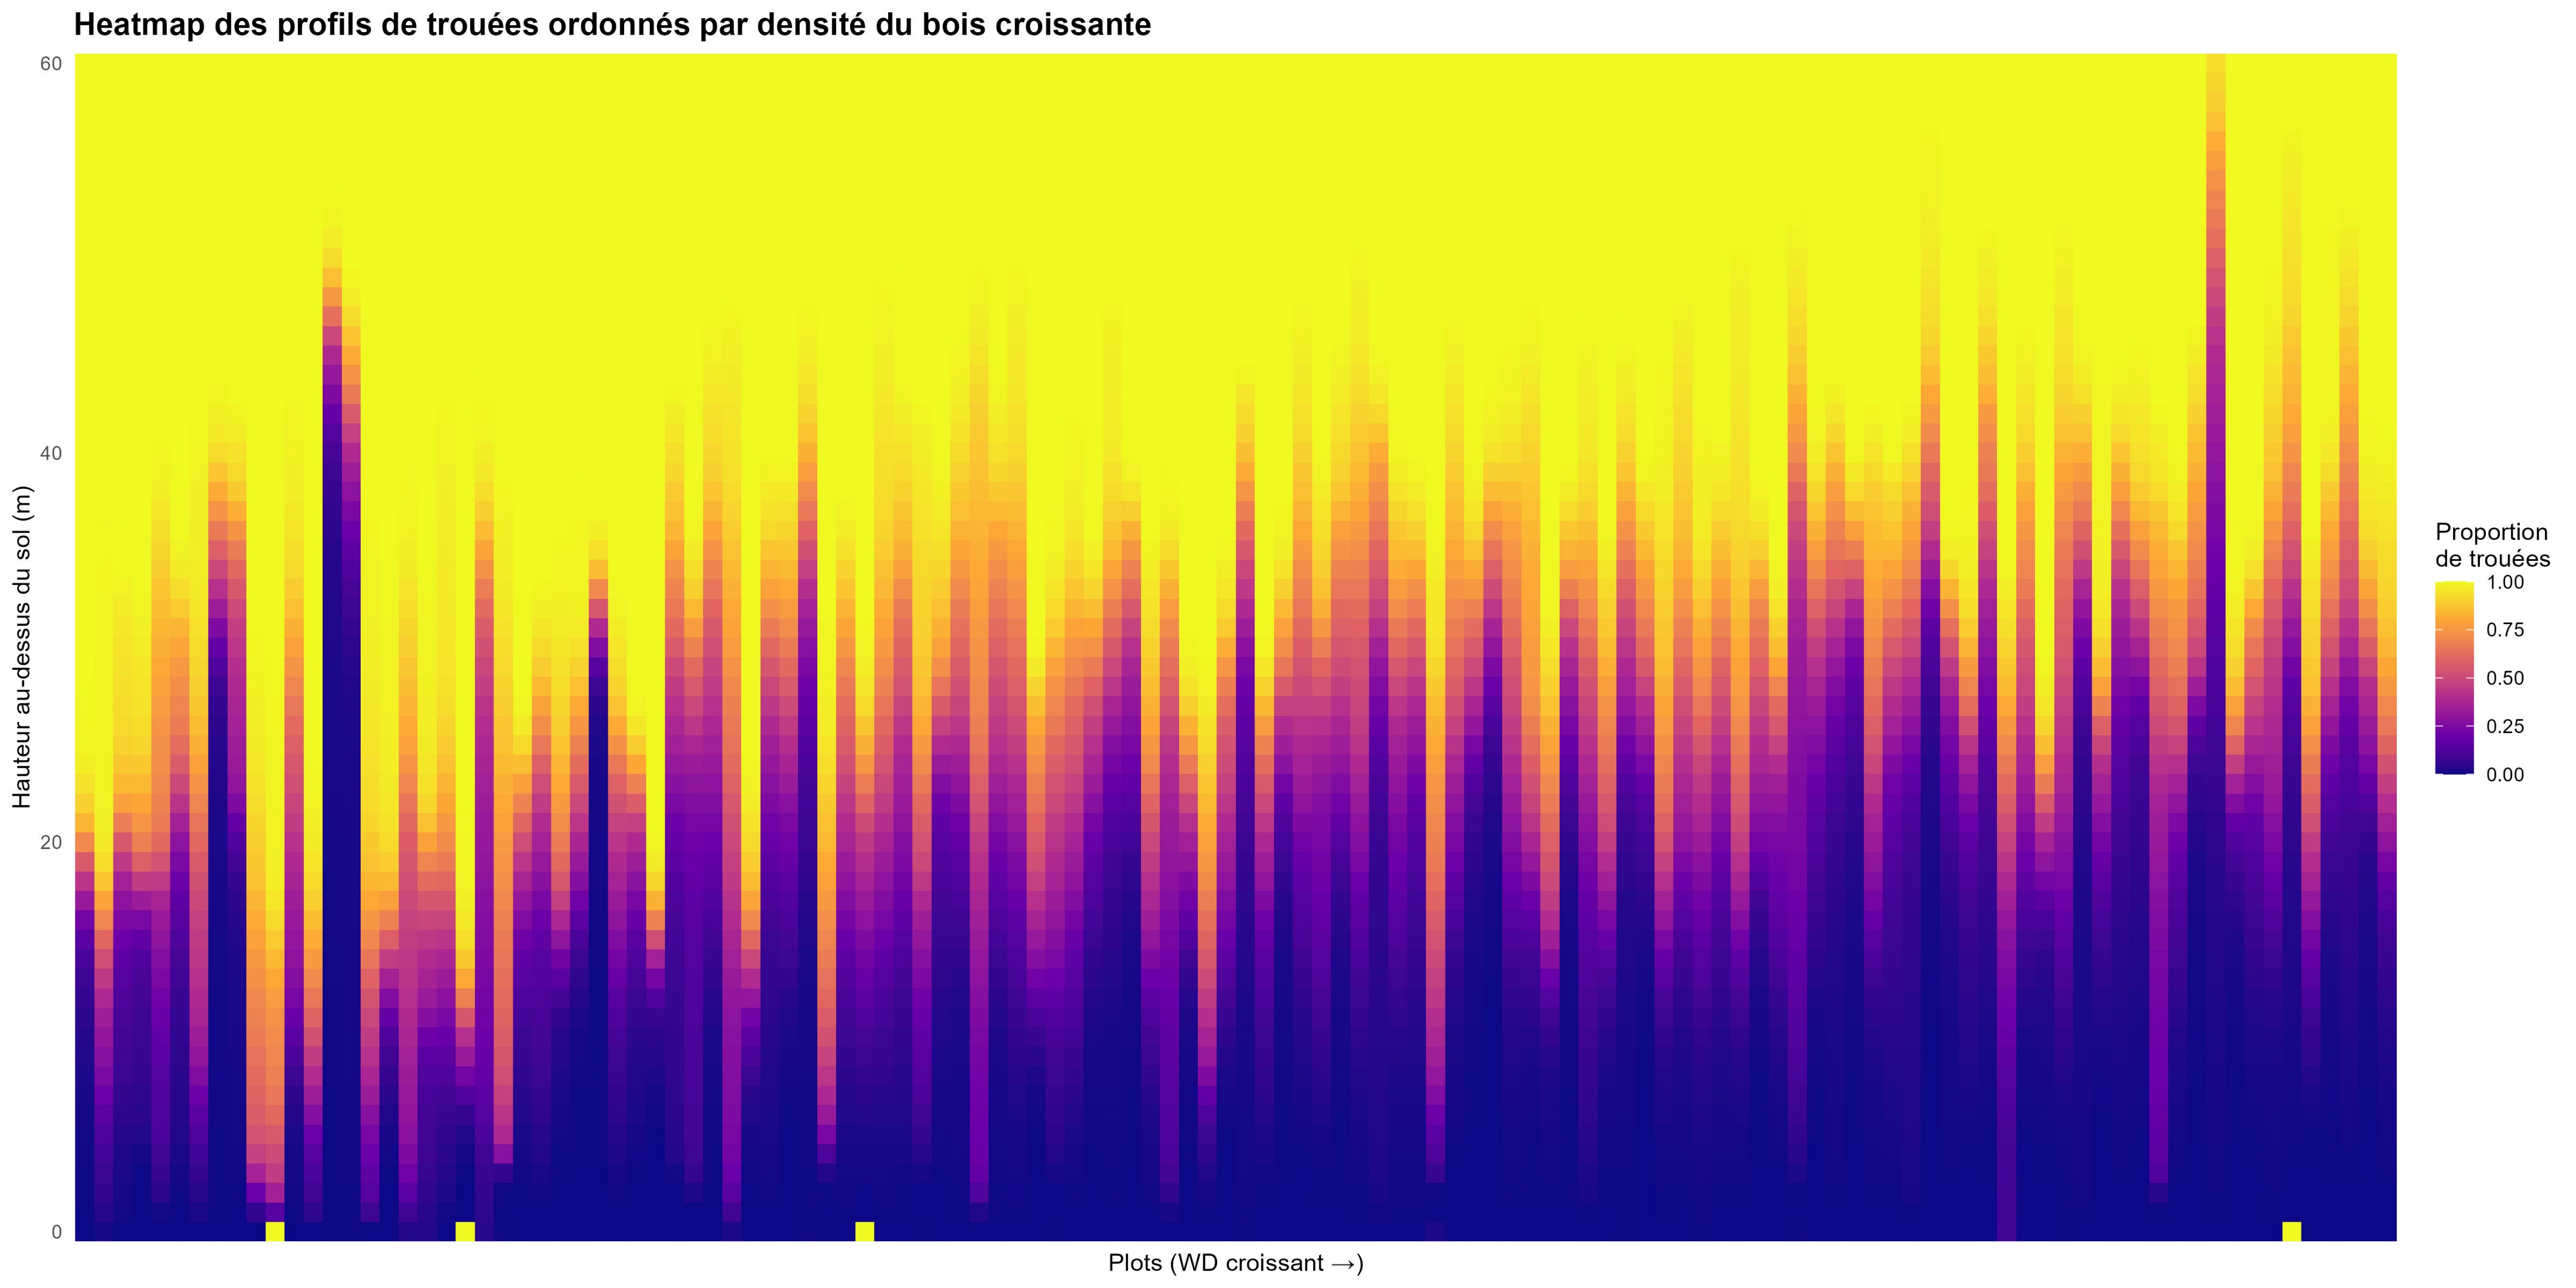 Heatmap des profils de trouées ordonnés par densité du bois croissante
60
40
20
0
Hauteur au-dessus du sol (m)
Plots (WD croissant →)
Proportion
de trouées
1.00
0.75
0.50
0.25
0.00